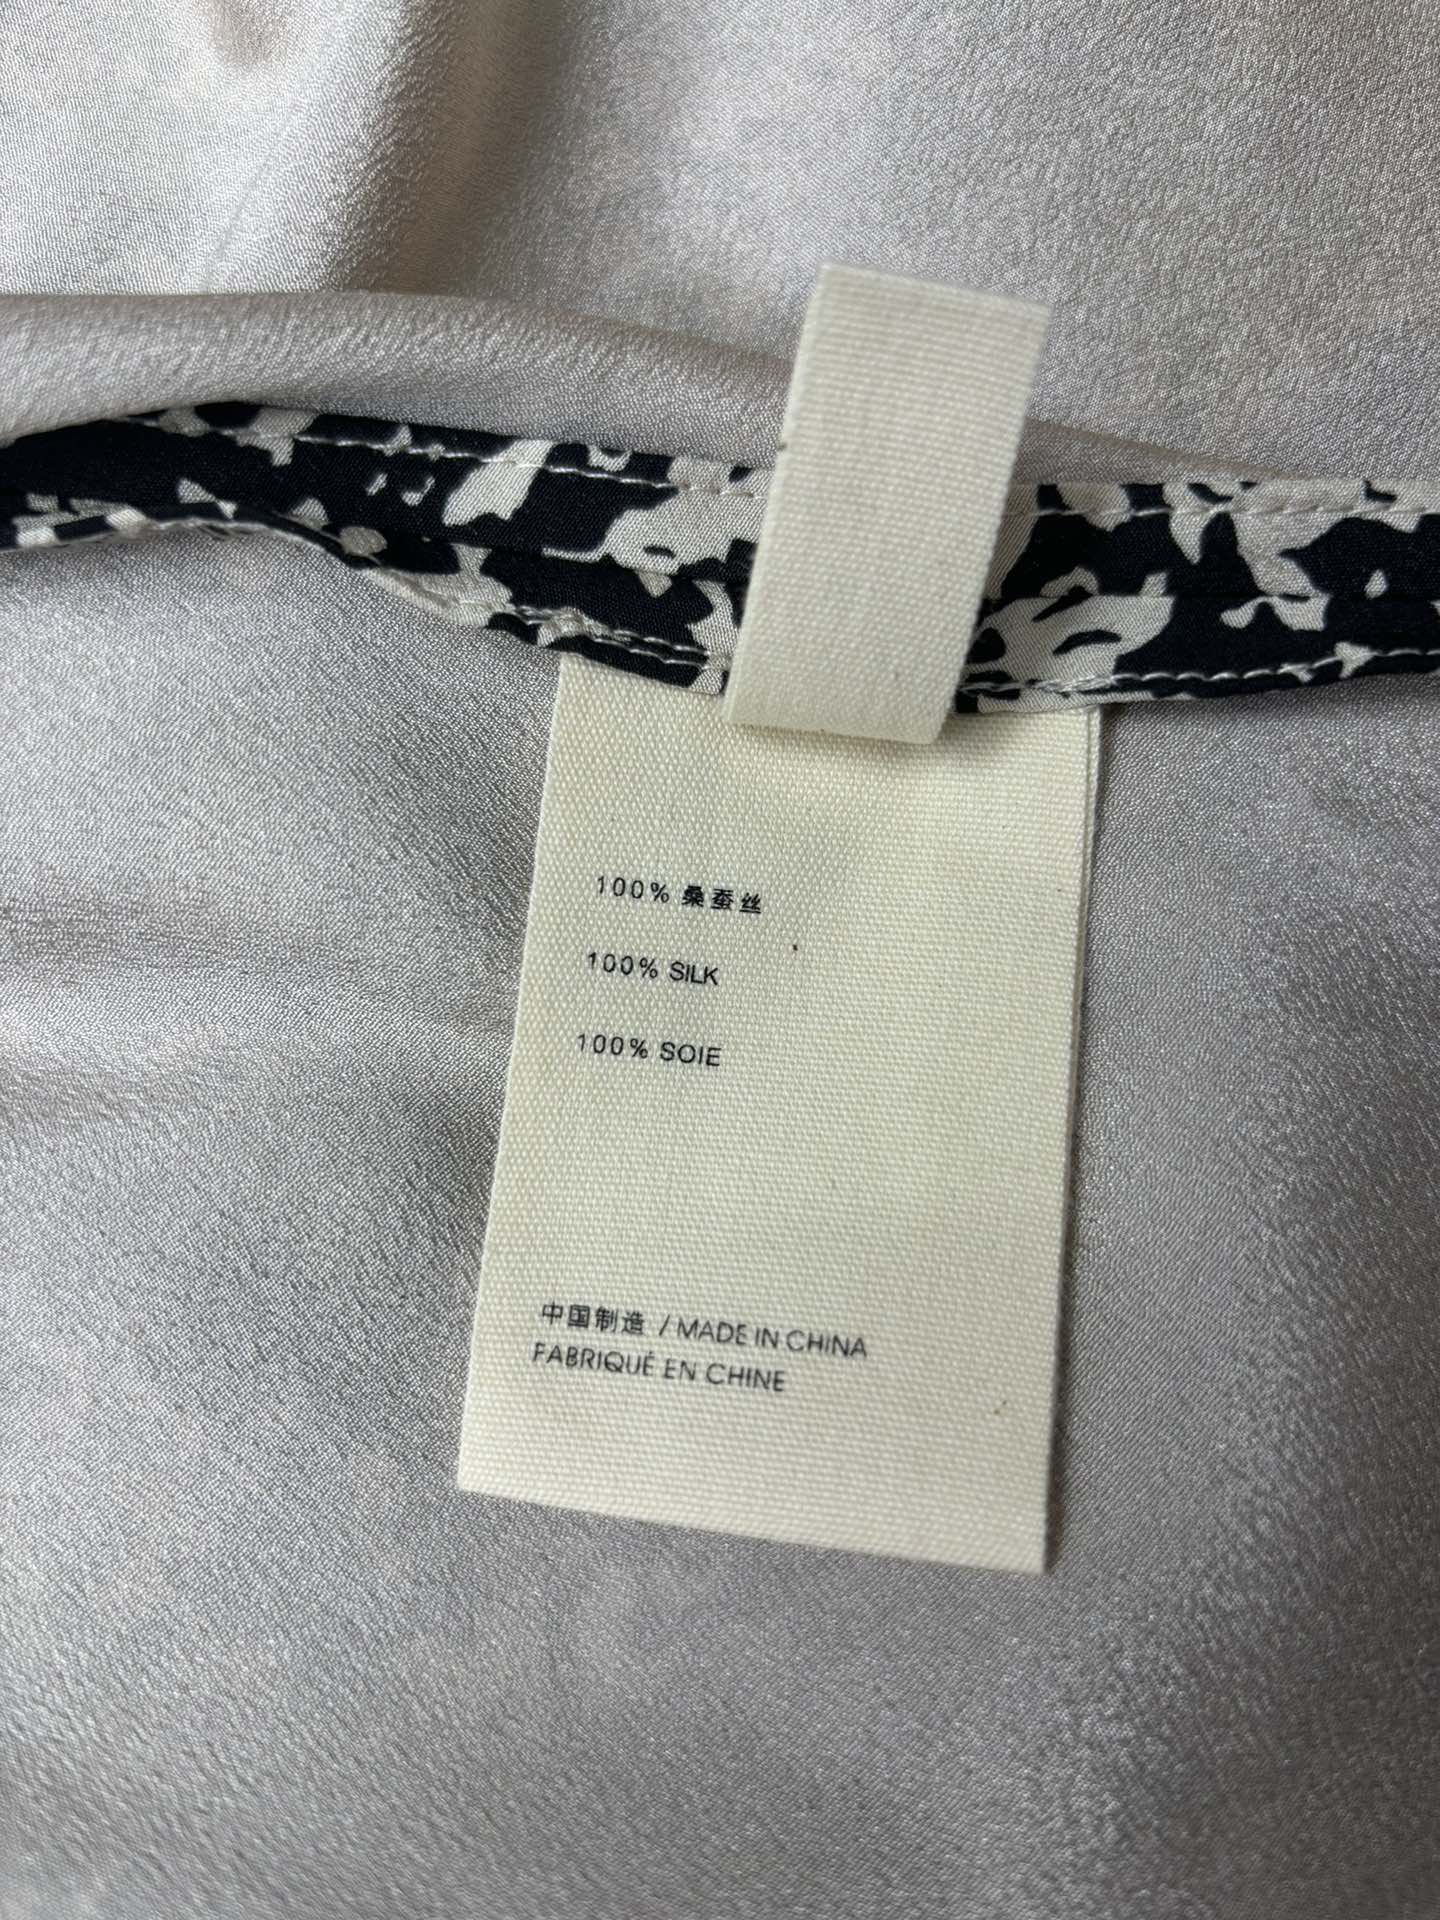 100% 桑蚕丝
100% SILK
100% SOIE
中国制造 / MADE IN CHINA
FABRIQUÉ EN CHINE